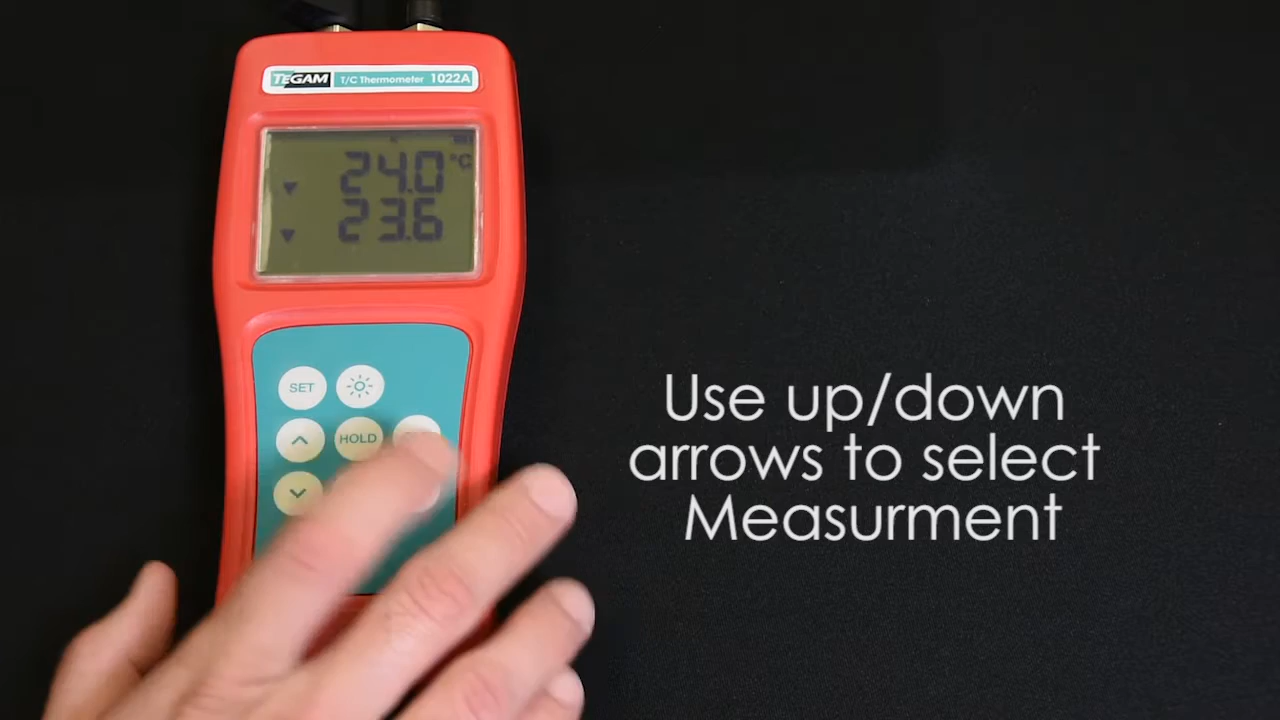 TEGAM T/C Thermometer 1022A
24.0 °C
23.6
SET
HOLD
Use up/down
arrows to select
Measurment